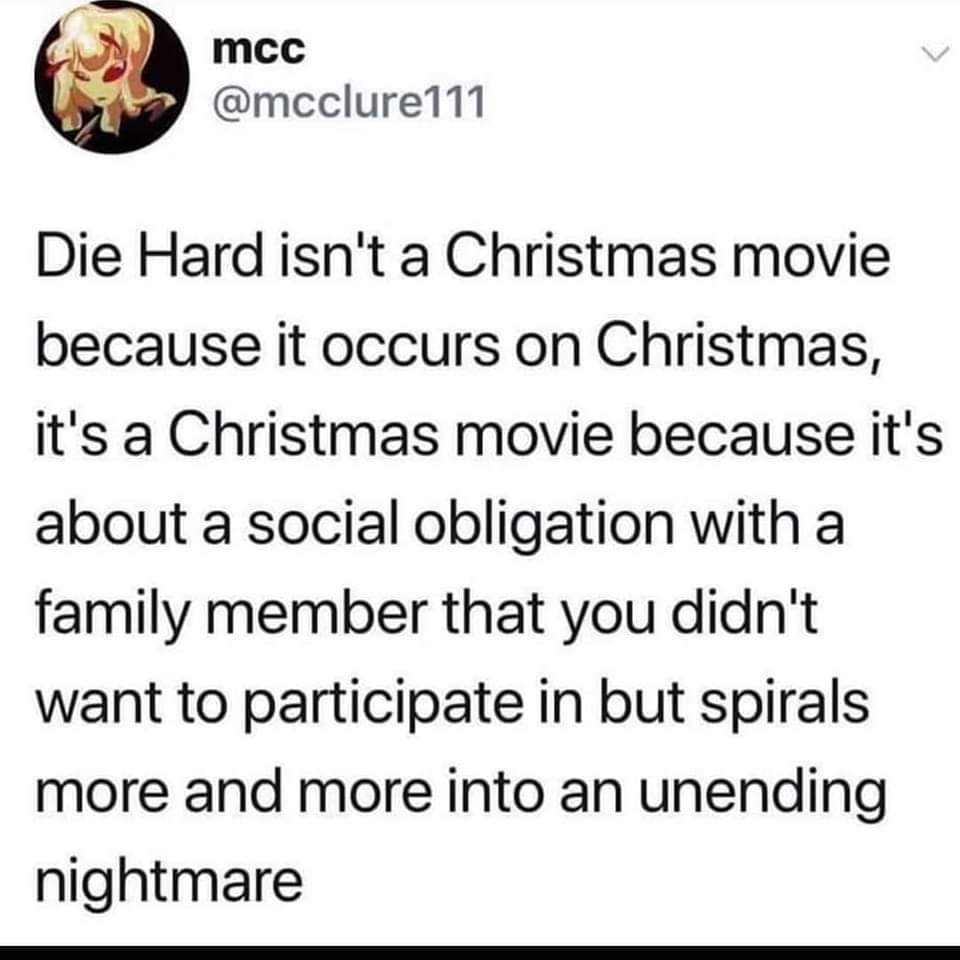 mcc
@mcclure111
Die Hard isn't a Christmas movie
because it occurs on Christmas,
it's a Christmas movie because it's
about a social obligation with a
family member that you didn't
want to participate in but spirals
more and more into an unending
nightmare